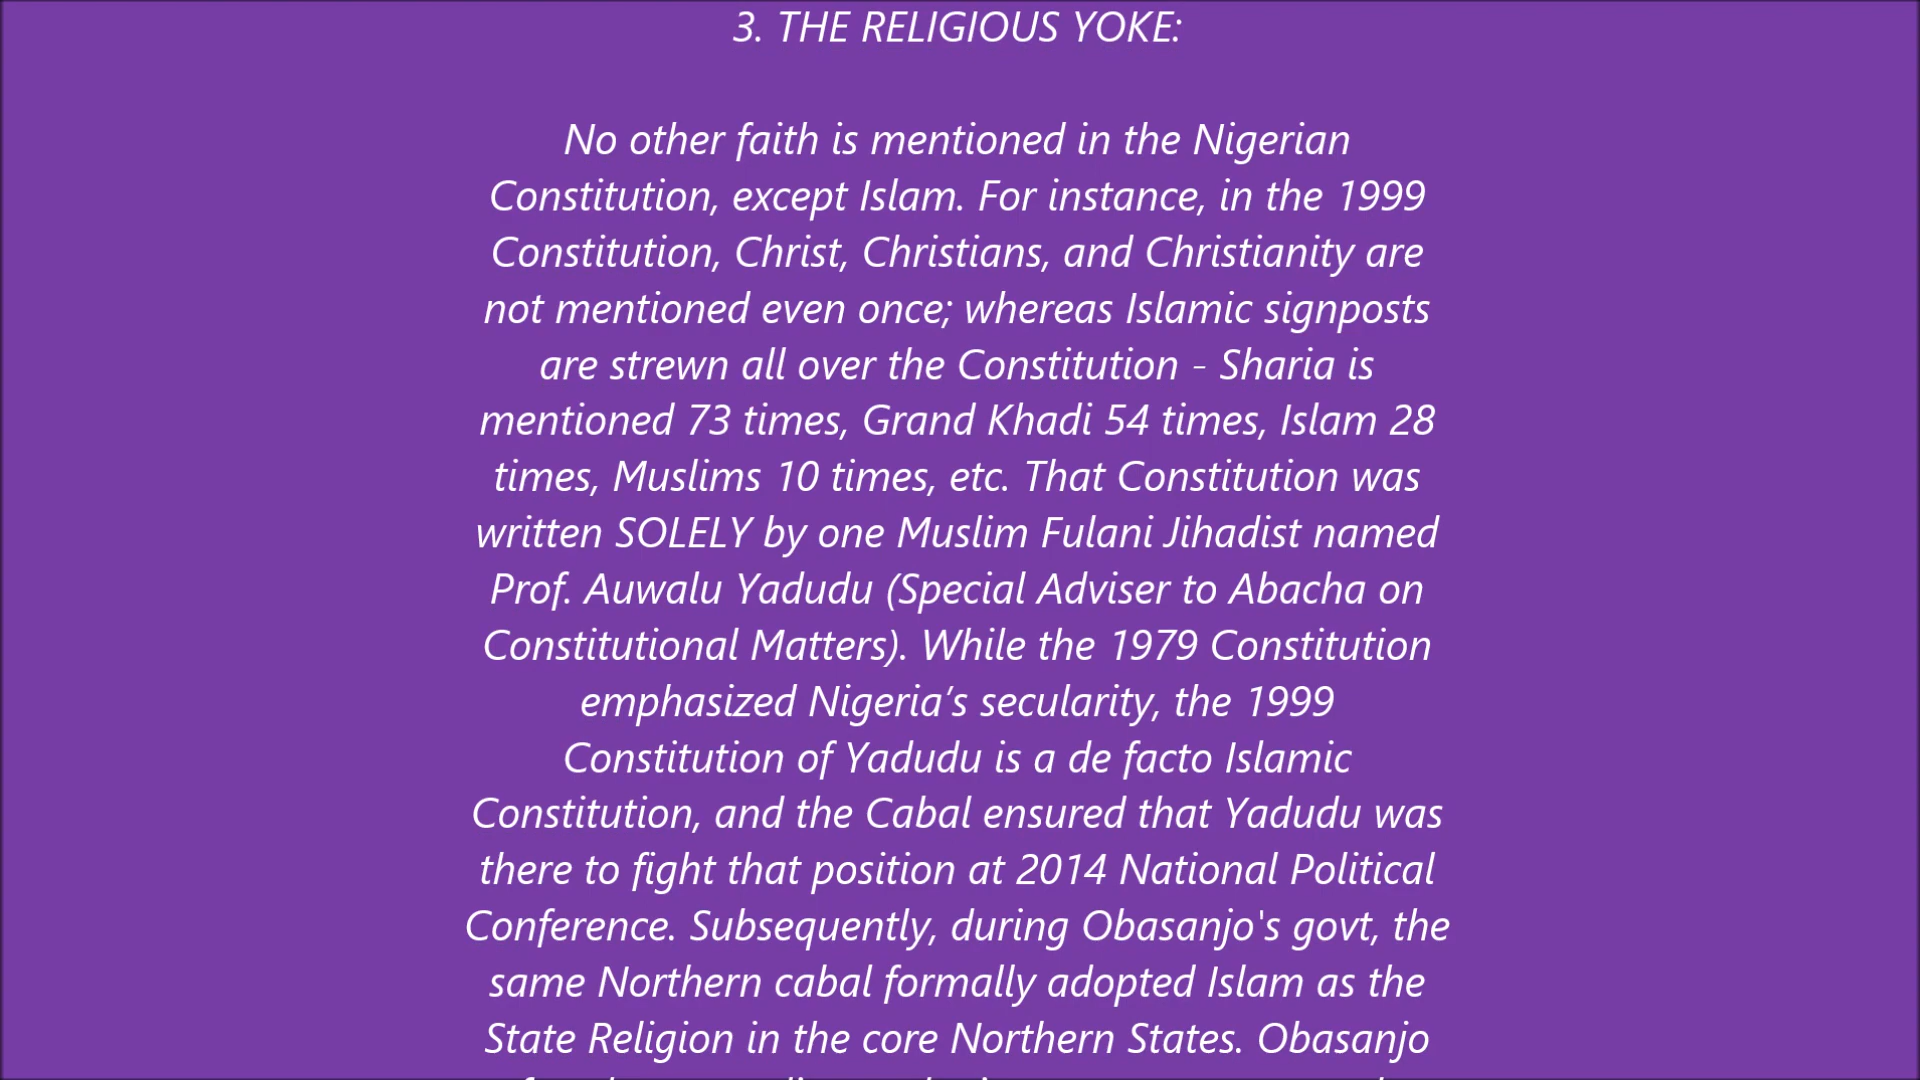 3. THE RELIGIOUS YOKE:
No other faith is mentioned in the Nigerian
Constitution, except Islam. For instance, in the 1999
Constitution, Christ, Christians, and Christianity are
not mentioned even once; whereas Islamic signposts
are strewn all over the Constitution - Sharia is
mentioned 73 times, Grand Khadi 54 times, Islam 28
times, Muslims 10 times, etc. That Constitution was
written SOLELY by one Muslim Fulani Jihadist named
Prof. Auwalu Yadudu (Special Adviser to Abacha on
Constitutional Matters). While the 1979 Constitution
emphasized Nigeria’s secularity, the 1999
Constitution of Yadudu is a de facto Islamic
Constitution, and the Cabal ensured that Yadudu was
there to fight that position at 2014 National Political
Conference. Subsequently, during Obasanjo's govt, the
same Northern cabal formally adopted Islam as the
State Religion in the core Northern States. Obasanjo